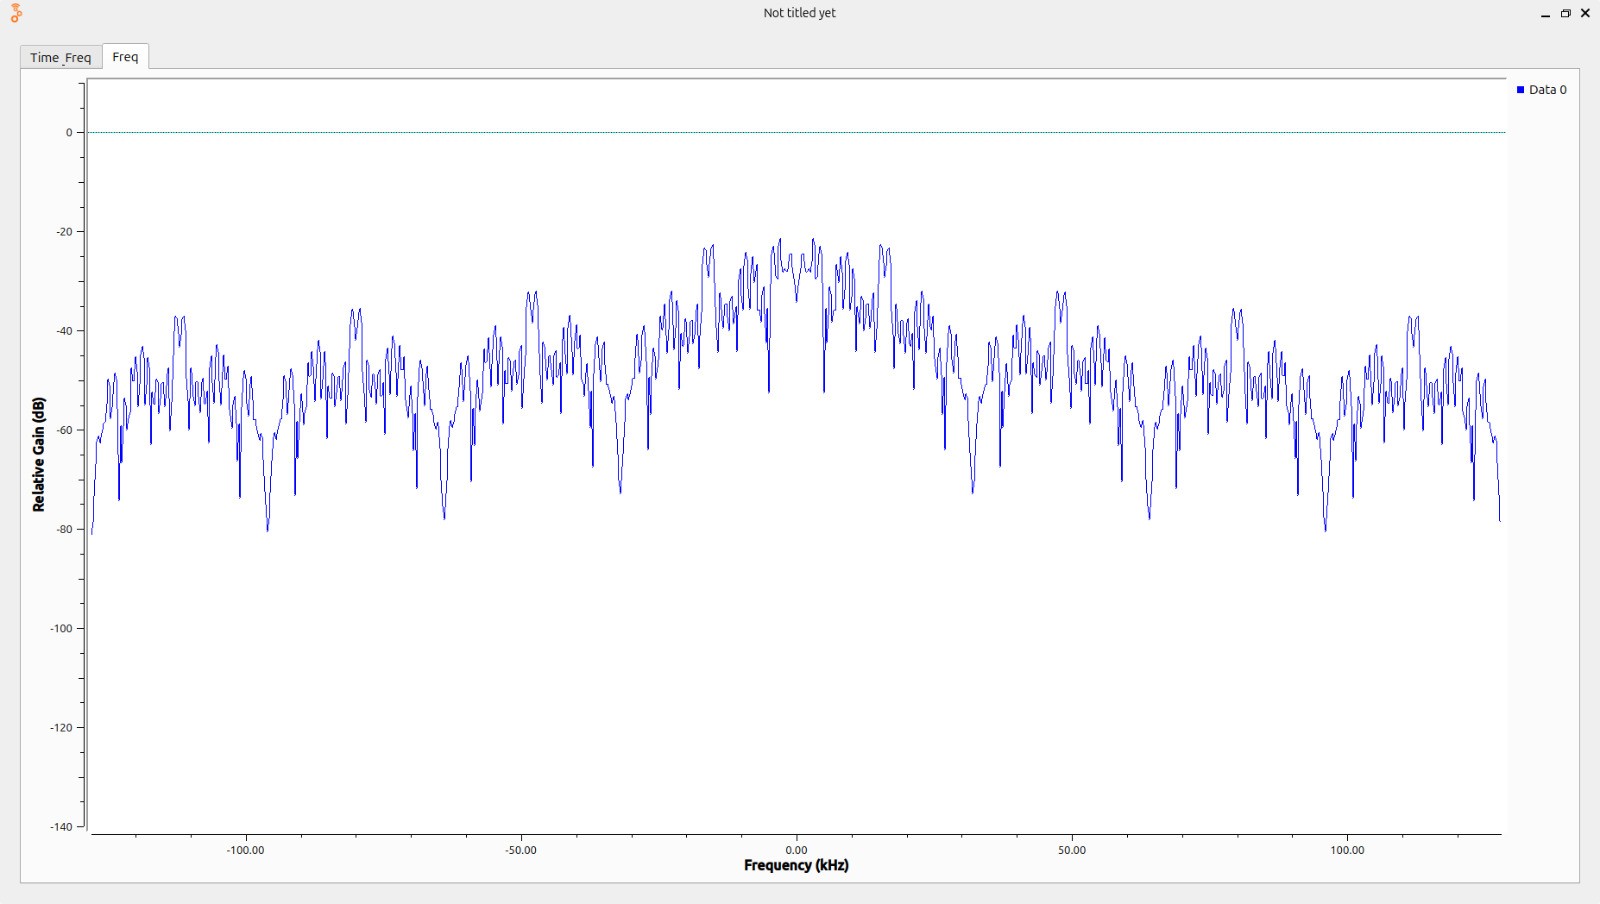 Not titled yet
Time_Freq
Freq
Data 0
0
-20
-40
-60
-80
-100
-120
-140
Relative Gain (dB)
-100.00
-50.00
0.00
50.00
100.00
Frequency (kHz)